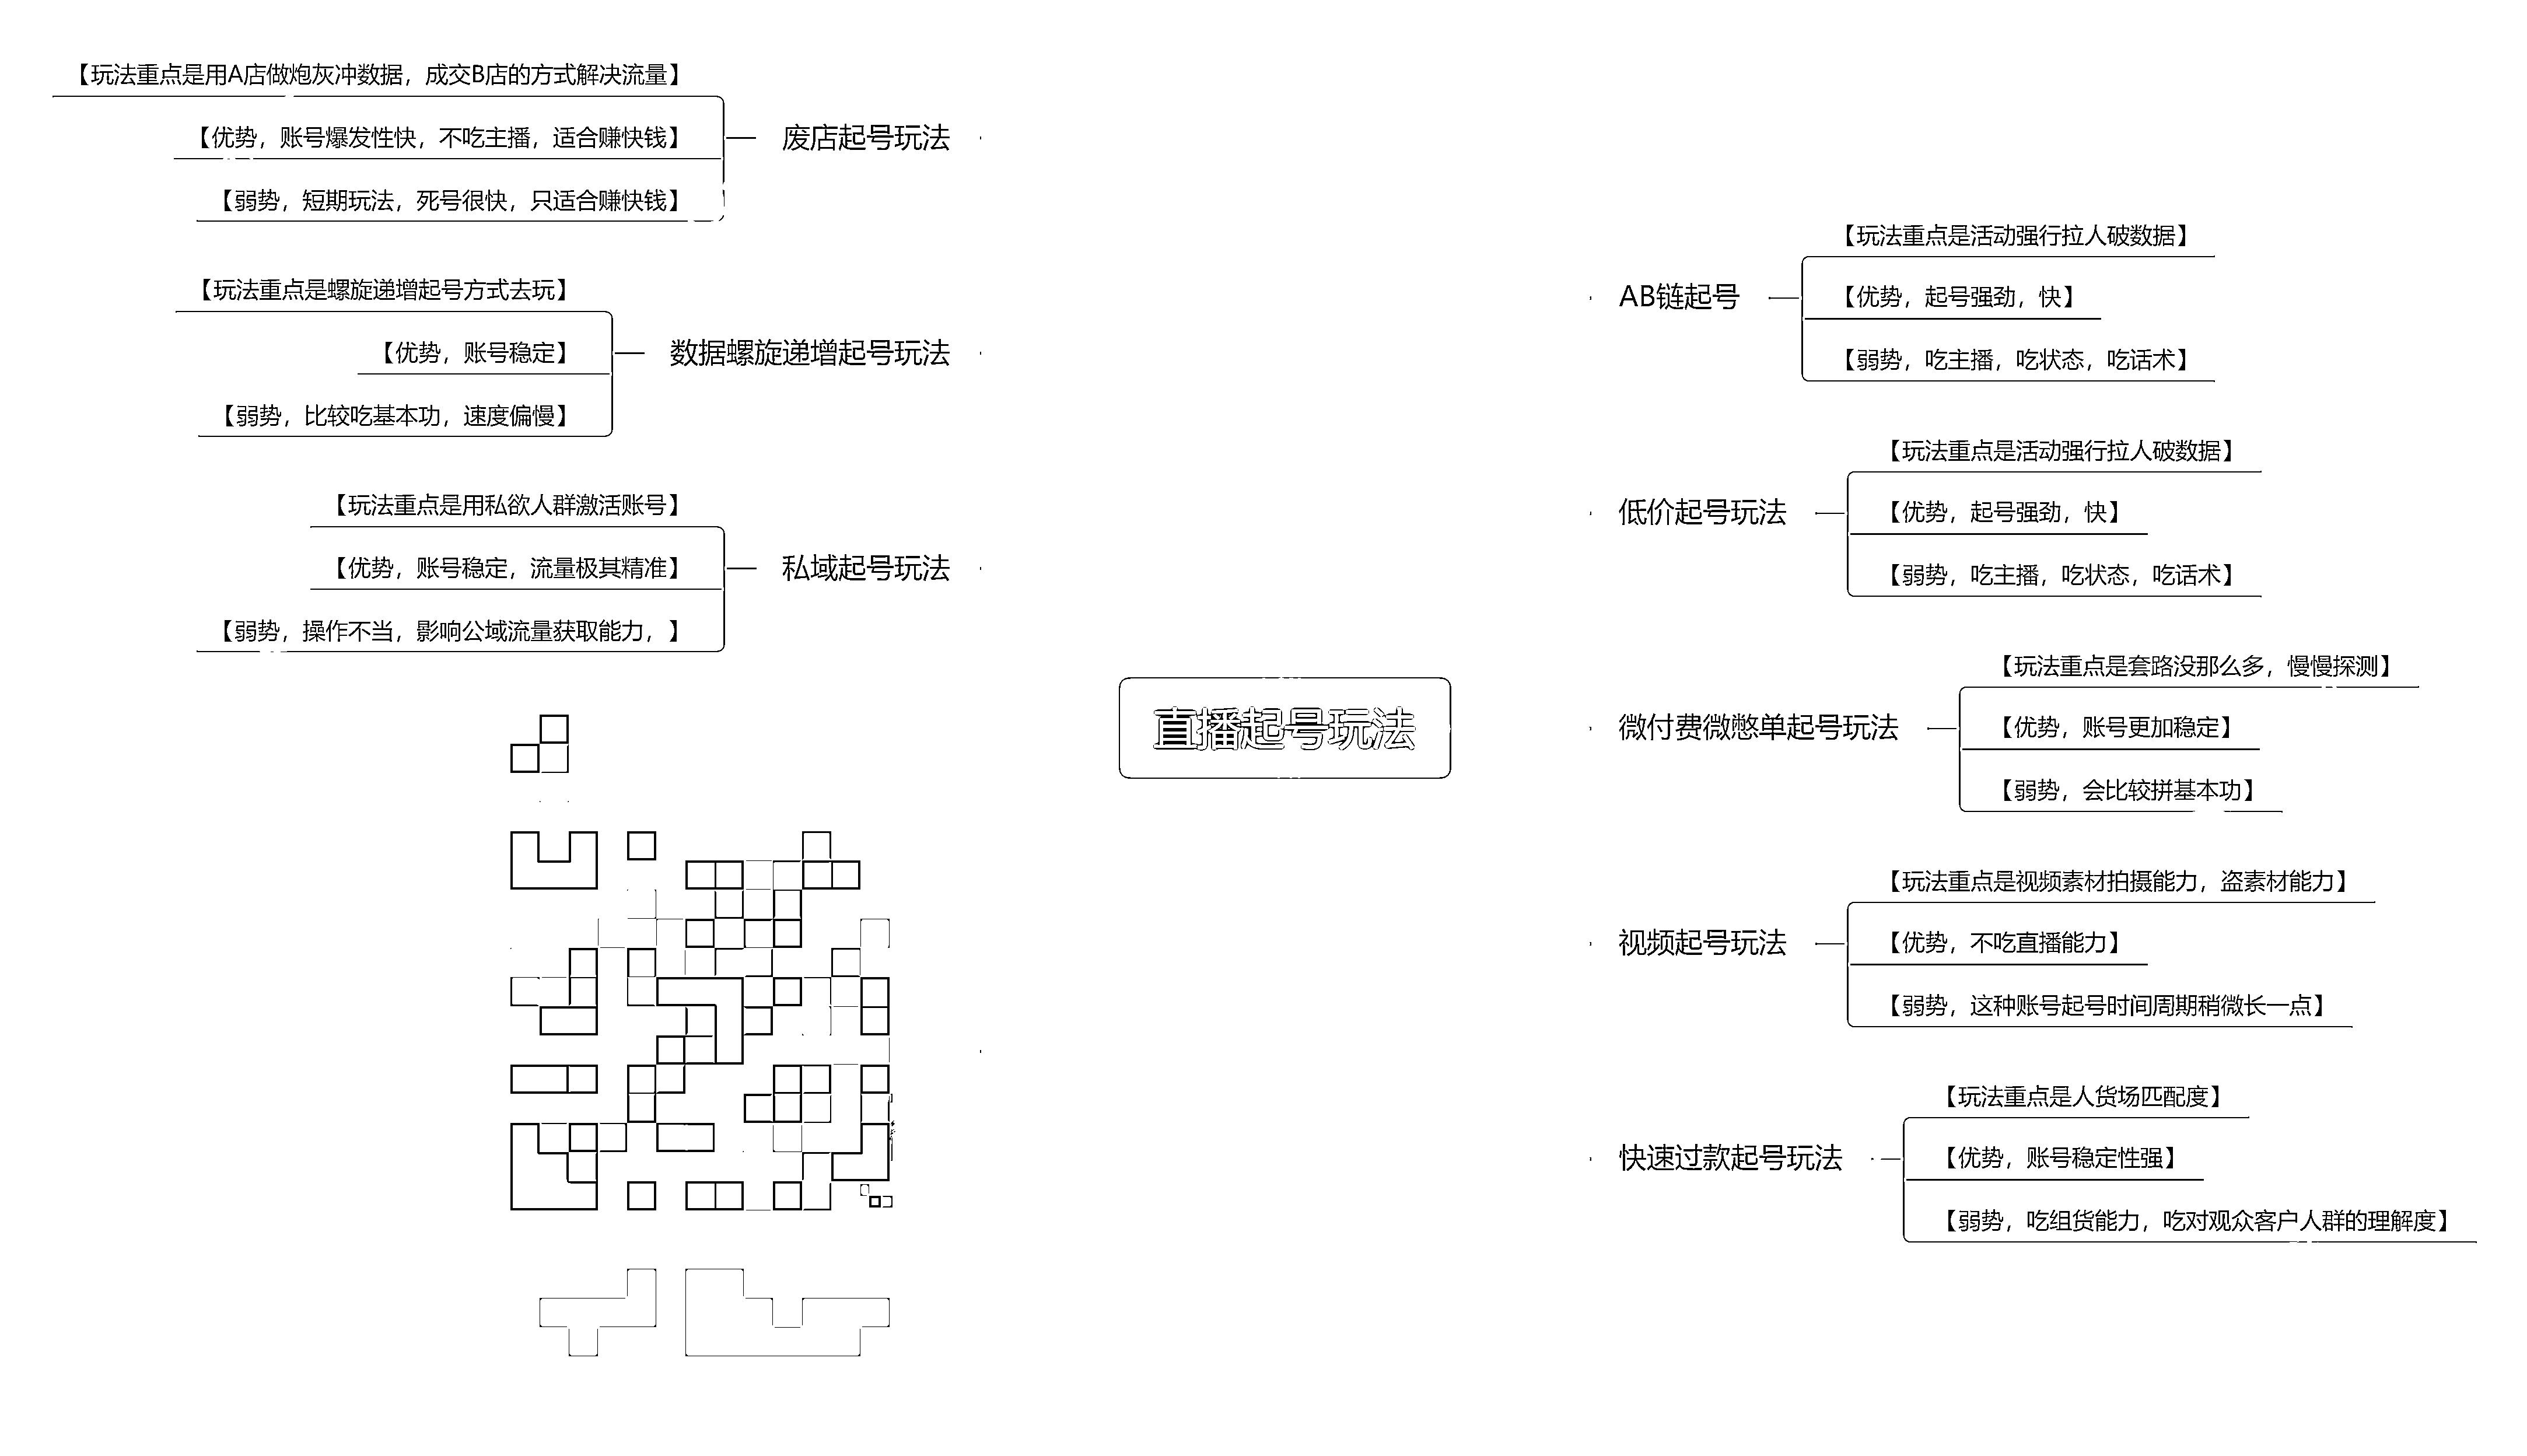 直播起号玩法
AB链起号
【玩法重点是活动强行拉人破数据】
【优势，起号强劲，快】
【弱势，吃主播，吃状态，吃话术】
低价起号玩法
【玩法重点是活动强行拉人破数据】
【优势，起号强劲，快】
【弱势，吃主播，吃状态，吃话术】
微付费微憋单起号玩法
【玩法重点是套路没那么多，慢慢探测】
【优势，账号更加稳定】
【弱势，会比较拼基本功】
视频起号玩法
【玩法重点是视频素材拍摄能力，盗素材能力】
【优势，不吃直播能力】
【弱势，这种账号起号时间周期稍微长一点】
快速过款起号玩法
【玩法重点是人货场匹配度】
【优势，账号稳定性强】
【弱势，吃组货能力，吃对观众客户人群的理解度】
废店起号玩法
【玩法重点是用A店做炮灰冲数据，成交B店的方式解决流量】
【优势，账号爆发性快，不吃主播，适合赚快钱】
【弱势，短期玩法，死号很快，只适合赚快钱】
数据螺旋递增起号玩法
【玩法重点是螺旋递增起号方式去玩】
【优势，账号稳定】
【弱势，比较吃基本功，速度偏慢】
私域起号玩法
【玩法重点是用私欲人群激活账号】
【优势，账号稳定，流量极其精准】
【弱势，操作不当，影响公域流量获取能力，】